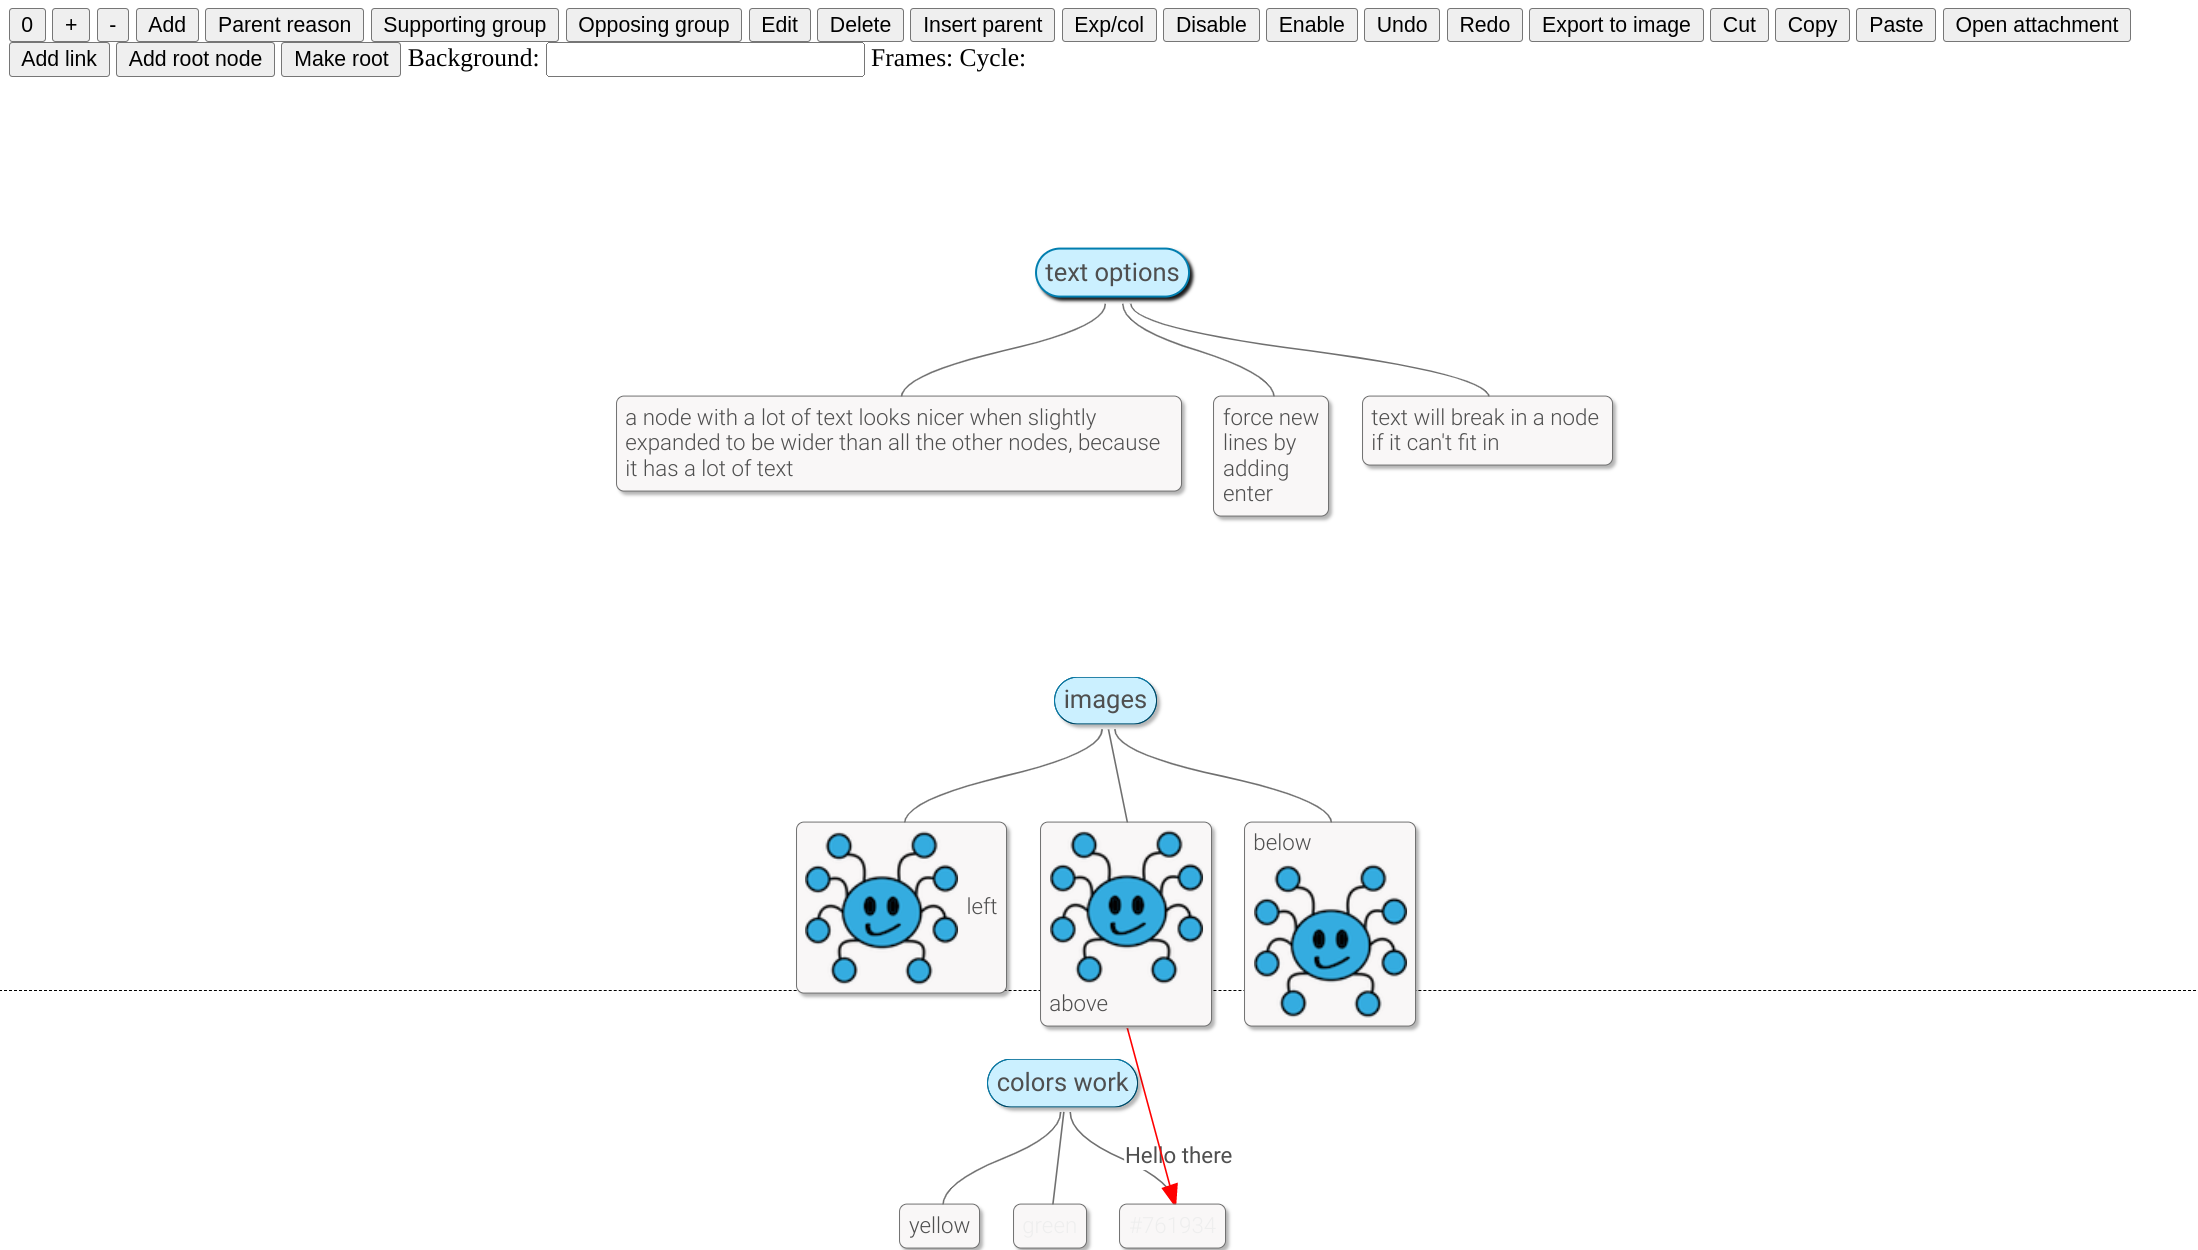 0 + - Add Parent reason Supporting group Opposing group Edit Delete Insert parent Exp/col Disable Enable Undo Redo Export to image Cut Copy Paste Open attachment
Add link Add root node Make root Background: Frames: Cycle:
text options
a node with a lot of text looks nicer when slightly
expanded to be wider than all the other nodes, because
it has a lot of text
force new
lines by
adding
enter
text will break in a node
if it can't fit in
images
left
above
below
colors work
Hello there
yellow
green
#761934